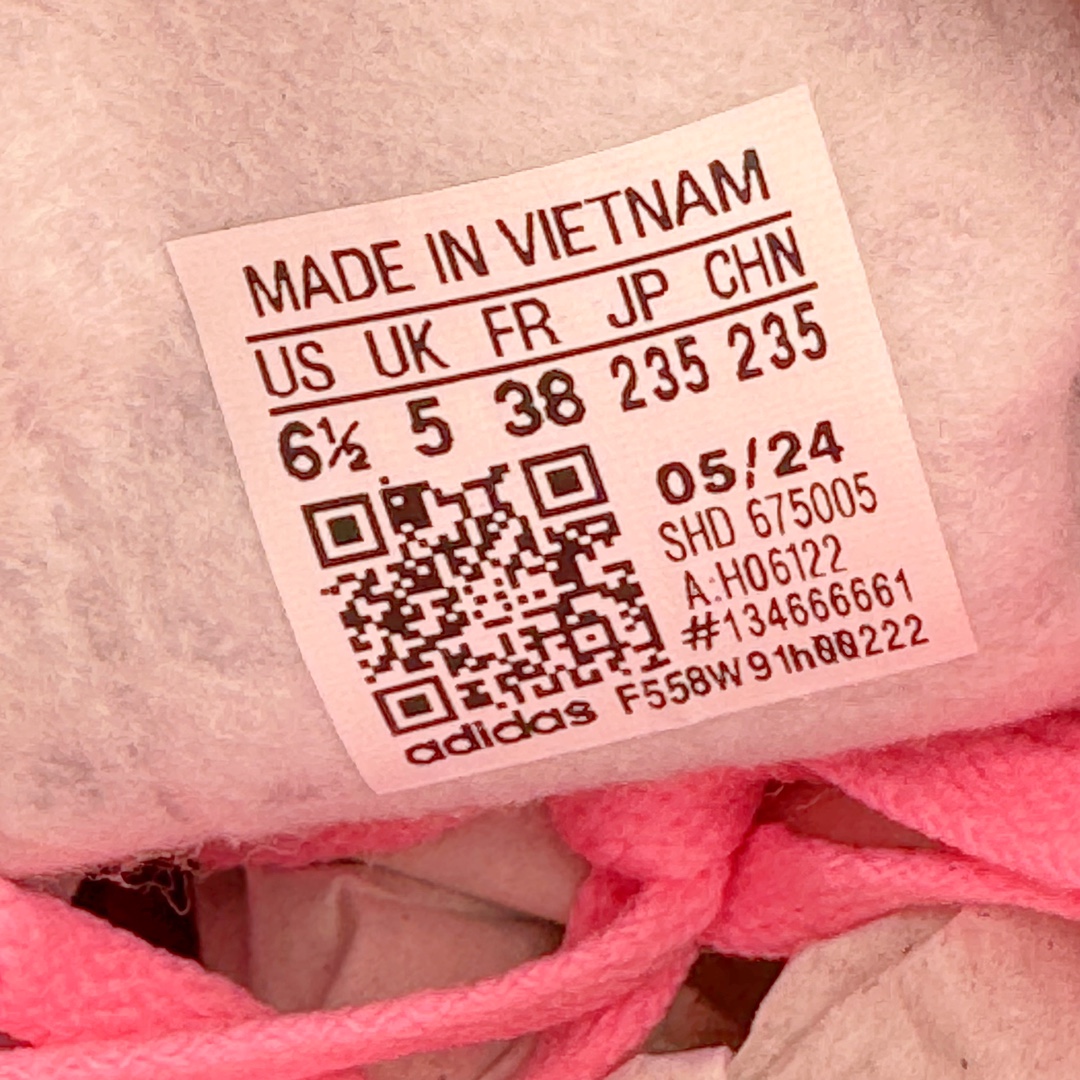 MADE IN VIETNAM
US UK FR JP CHN
6½ 5 38 235 235
05/24
SHD 675005
A:H06122
#134666661
adidas F558W